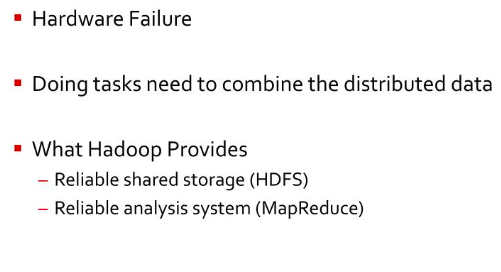 ▪ Hardware Failure
▪ Doing tasks need to combine the distributed data
▪ What Hadoop Provides
– Reliable shared storage (HDFS)
– Reliable analysis system (MapReduce)